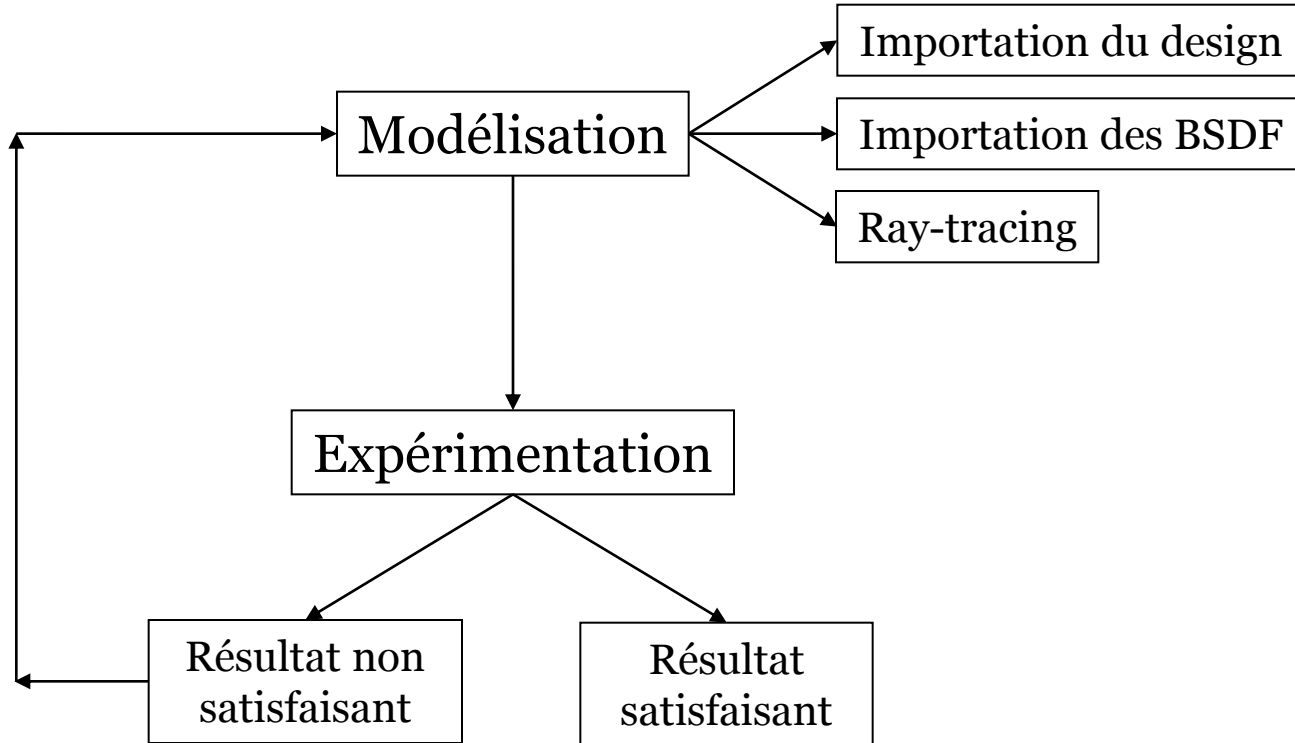 Importation du design
Modélisation
Importation des BSDF
Ray-tracing
Expérimentation
Résultat non
satisfaisant
Résultat
satisfaisant